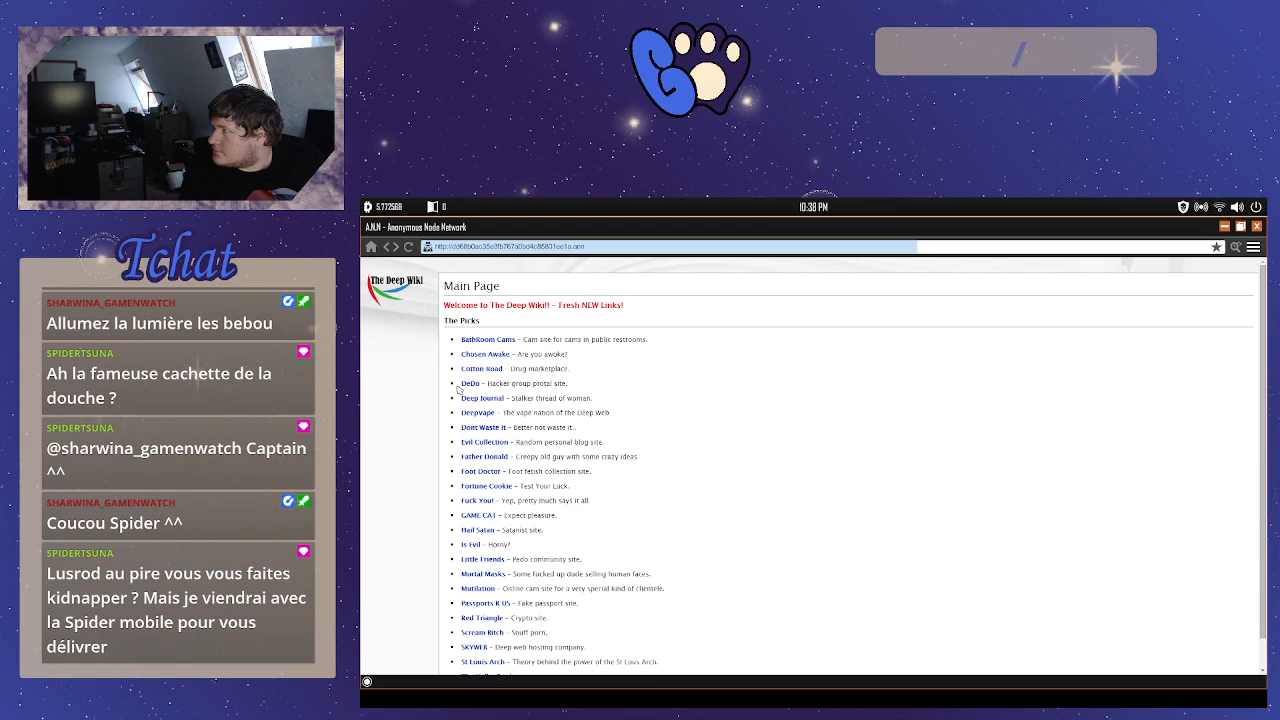 Tchat
SHARWINA_GAMENWATCH
Allumez la lumière les bebou
SPIDERTSUNA
Ah la fameuse cachette de la
douche ?
SPIDERTSUNA
@sharwina_gamenwatch Captain
^^
SHARWINA_GAMENWATCH
Coucou Spider ^^
SPIDERTSUNA
Lusrod au pire vous vous faites
kidnapper ? Mais je viendrai avec
la Spider mobile pour vous
délivrer
/
5.772568
0
10:38 PM
A.N.N - Anonymous Node Network
The Deep Wiki
Main Page
Welcome to The Deep Wiki!! – Fresh NEW Links!
The Picks
BathRoom Cams – Cam site for cams in public restrooms.
Chosen Awake – Are you awoke?
Cotton Road – Drug marketplace.
DeDo – Hacker group protal site.
Deep Journal – Stalker thread of woman.
DeepVape – The vape nation of the Deep Web
Dont Waste It – Better not waste it..
Evil Collection – Random personal blog site.
Father Donald – Creepy old guy with some crazy ideas
Foot Doctor – Foot fetish collection site.
Fortune Cookie – Test Your Luck.
Fuck You! – Yep, pretty much says it all
GAME CAT – Expect pleasure.
Hail Satan – Satanist site.
Is Evil – Horny?
Little Friends – Pedo community site.
Mortal Masks – Some fucked up dude selling human faces.
Mutilation – Online cam site for a very special kind of clientele.
Passports R US – Fake passport site.
Red Triangle – Crypto site.
Scream Bitch – Snuff porn.
SKYWEB – Deep web hosting company.
St Louis Arch – Theory behind the power of the St Lous Arch.